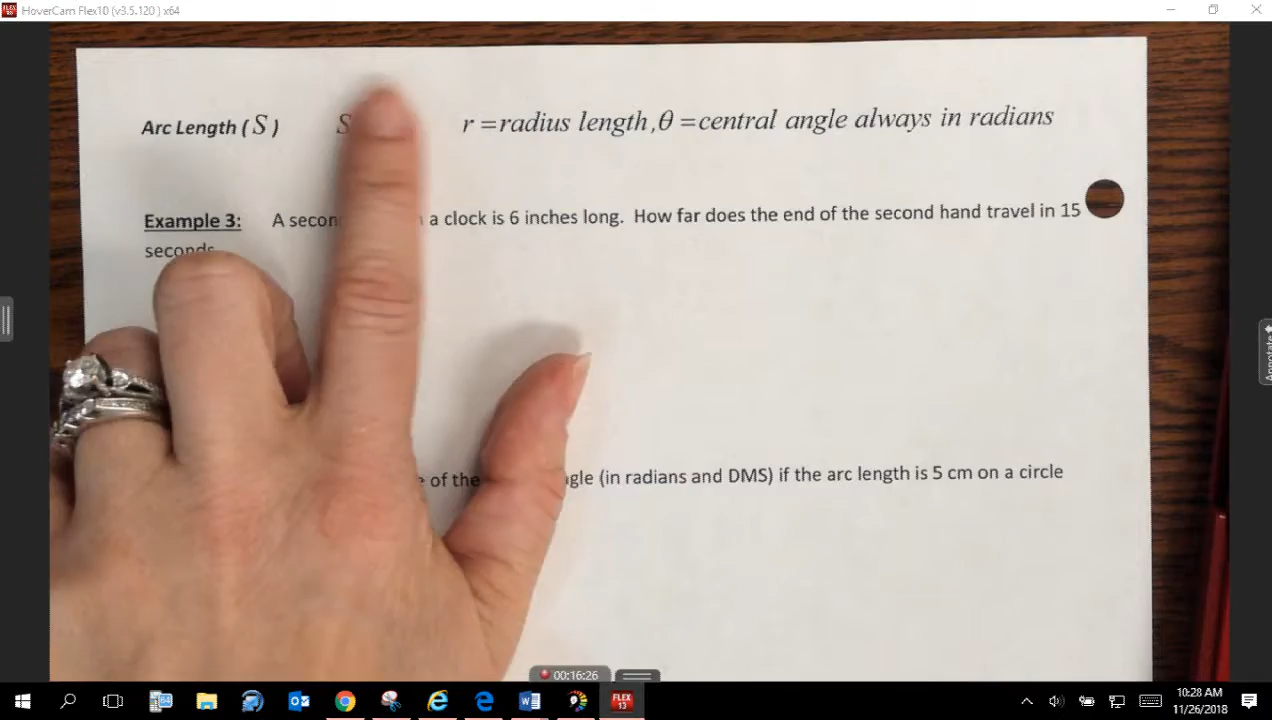 HoverCam Flex10 (v3.5.120 ) x64
Arc Length ( S ) S r =radius length ,θ =central angle always in radians
Example 3: A secon a clock is 6 inches long. How far does the end of the second hand travel in 15
seconds
of the gle (in radians and DMS) if the arc length is 5 cm on a circle
Annotate
00:16:26
FLEX
10:28 AM
11/26/2018